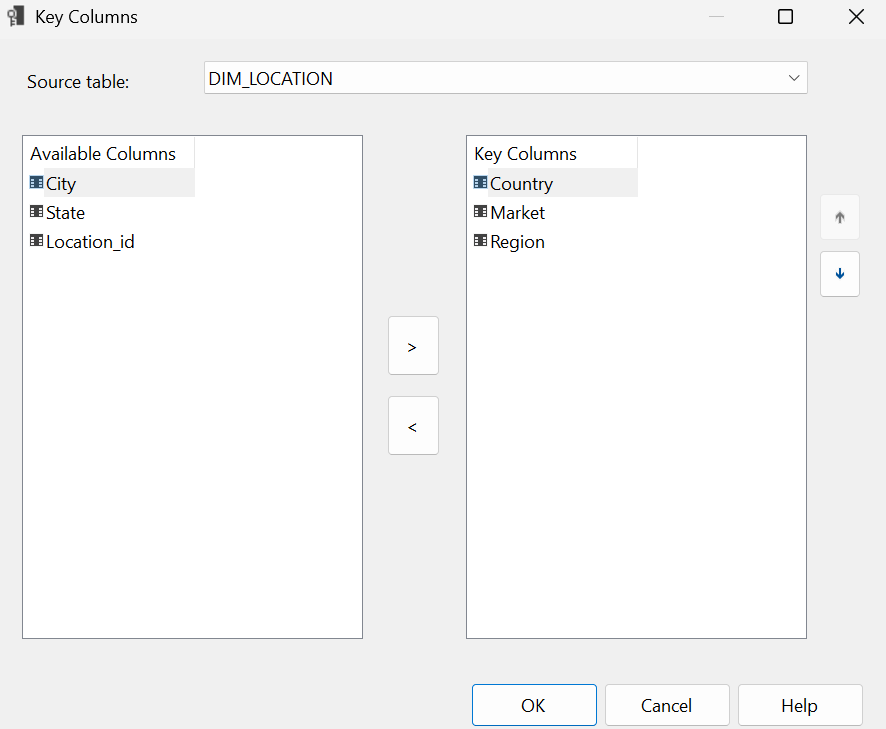 Key Columns
Source table:
DIM_LOCATION
Available Columns
City
State
Location_id
Key Columns
Country
Market
Region
>
<
OK
Cancel
Help